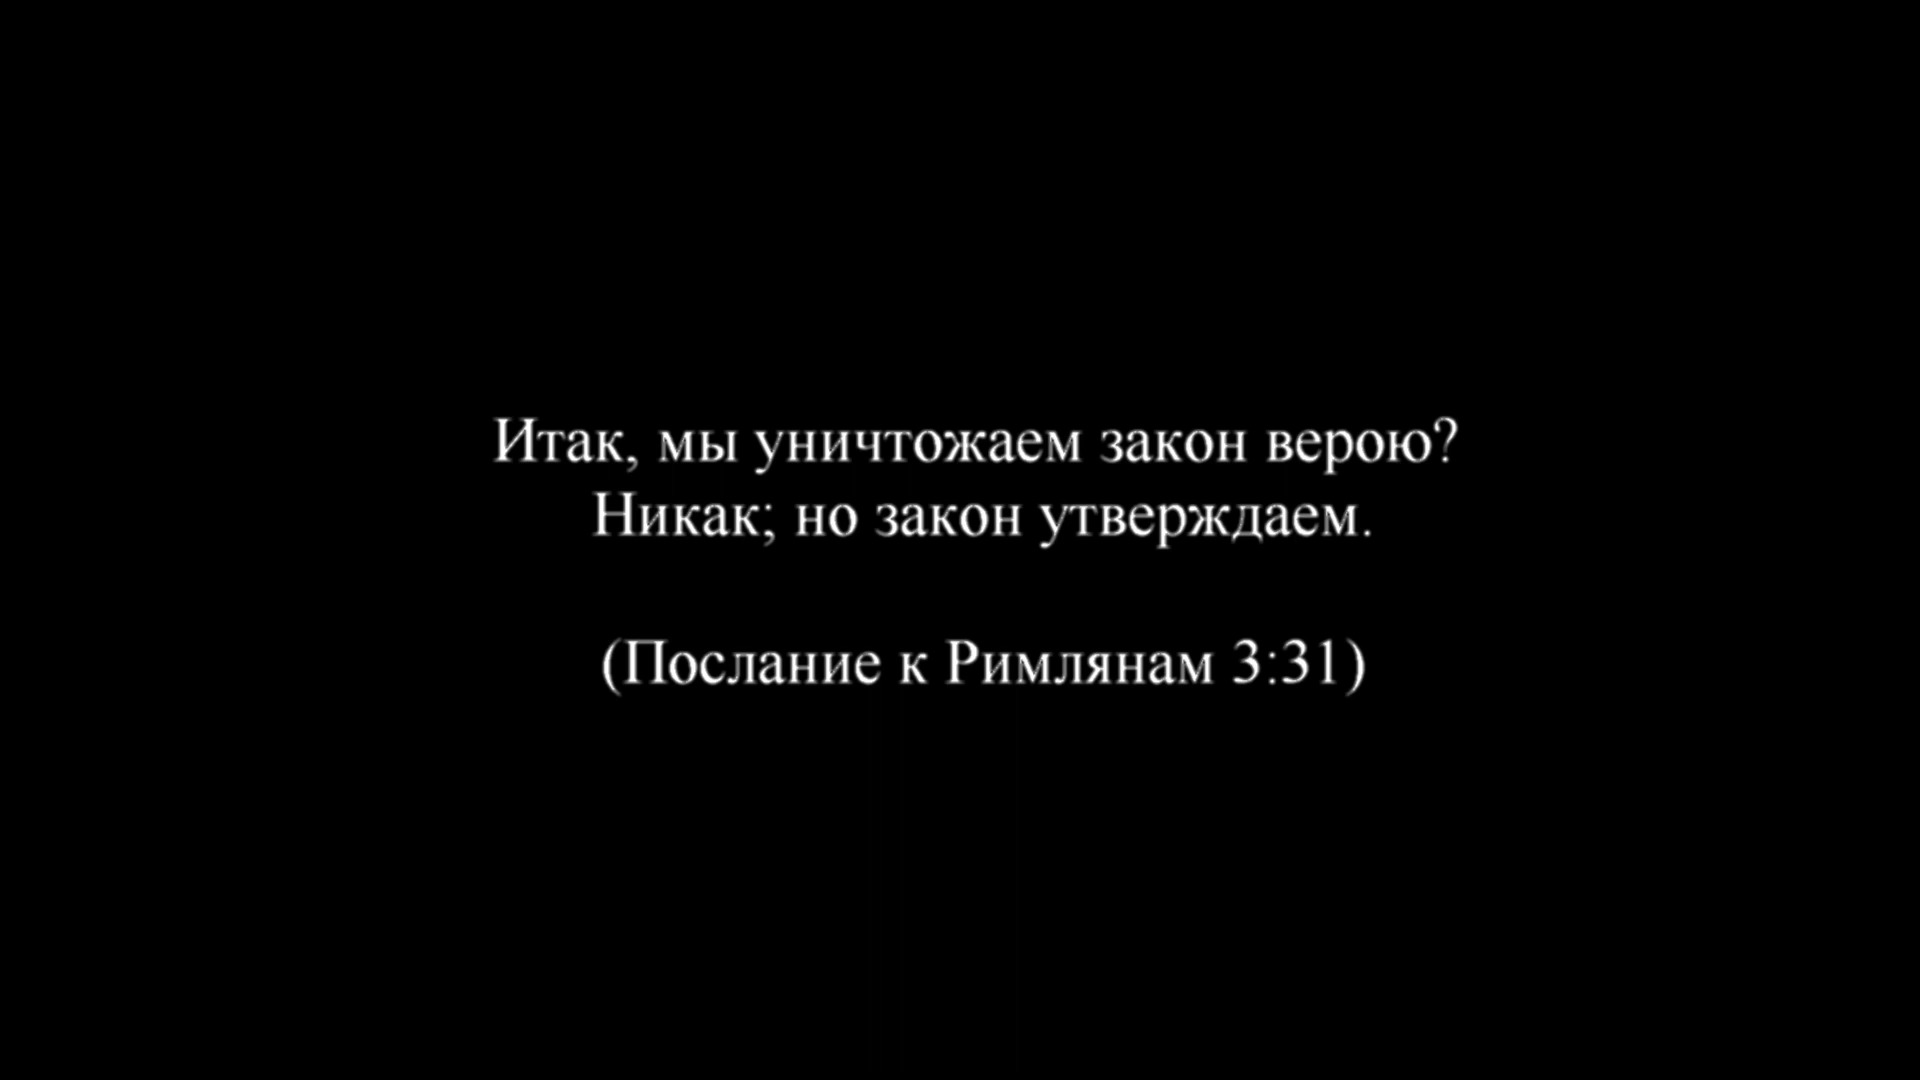 Итак, мы уничтожаем закон верою?
Никак; но закон утверждаем.
(Послание к Римлянам 3:31)